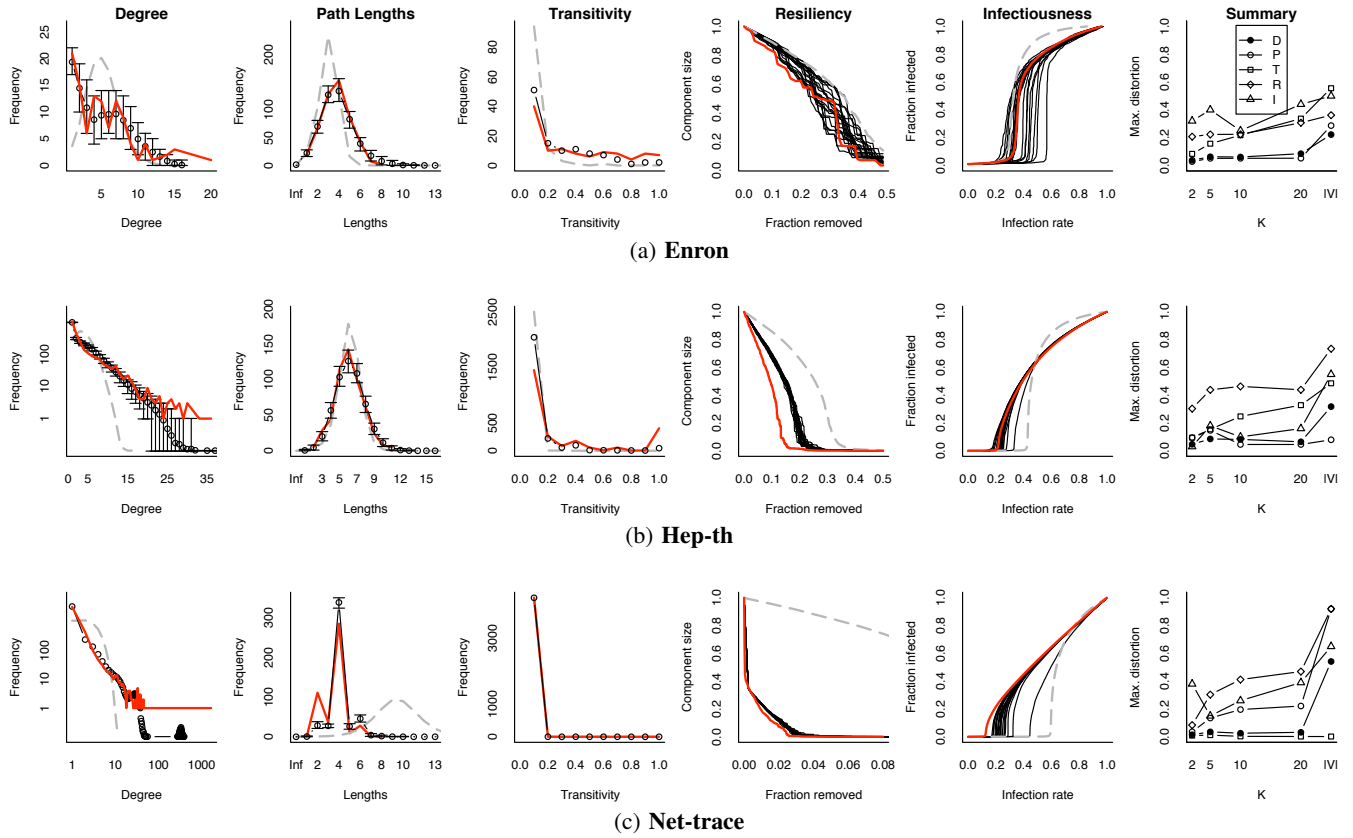 Degree Path Lengths Transitivity Resiliency Infectiousness Summary
Frequency
0 5 10 15 20 25
5 10 15 20
Degree
Frequency
0 50 100 200
Inf 2 4 6 8 10 13
Lengths
Frequency
0 20 40 60 80
0.0 0.2 0.4 0.6 0.8 1.0
Transitivity
Component size
0.0 0.2 0.4 0.6 0.8 1.0
0.0 0.1 0.2 0.3 0.4 0.5
Fraction removed
Fraction infected
0.0 0.2 0.4 0.6 0.8 1.0
0.0 0.2 0.4 0.6 0.8 1.0
Infection rate
Max. distortion
0.0 0.2 0.4 0.6 0.8 1.0
D
P
T
R
I
2 5 10 20 |V|
K
(a) Enron
Frequency
1 10 100
0 5 15 25 35
Degree
Frequency
0 50 100 150 200
Inf 3 5 7 9 12 15
Lengths
Frequency
0 500 1500 2500
0.0 0.2 0.4 0.6 0.8 1.0
Transitivity
Component size
0.0 0.2 0.4 0.6 0.8 1.0
0.0 0.1 0.2 0.3 0.4 0.5
Fraction removed
Fraction infected
0.0 0.2 0.4 0.6 0.8 1.0
0.0 0.2 0.4 0.6 0.8 1.0
Infection rate
Max. distortion
0.0 0.2 0.4 0.6 0.8 1.0
2 5 10 20 |V|
K
(b) Hep-th
Frequency
1 10 100
1 10 100 1000
Degree
Frequency
0 100 200 300
Inf 2 4 6 8 10 13
Lengths
Frequency
0 1000 3000
0.0 0.2 0.4 0.6 0.8 1.0
Transitivity
Component size
0.0 0.2 0.4 0.6 0.8 1.0
0.00 0.02 0.04 0.06 0.08
Fraction removed
Fraction infected
0.0 0.2 0.4 0.6 0.8 1.0
0.0 0.2 0.4 0.6 0.8 1.0
Infection rate
Max. distortion
0.0 0.2 0.4 0.6 0.8 1.0
2 5 10 20 |V|
K
(c) Net-trace